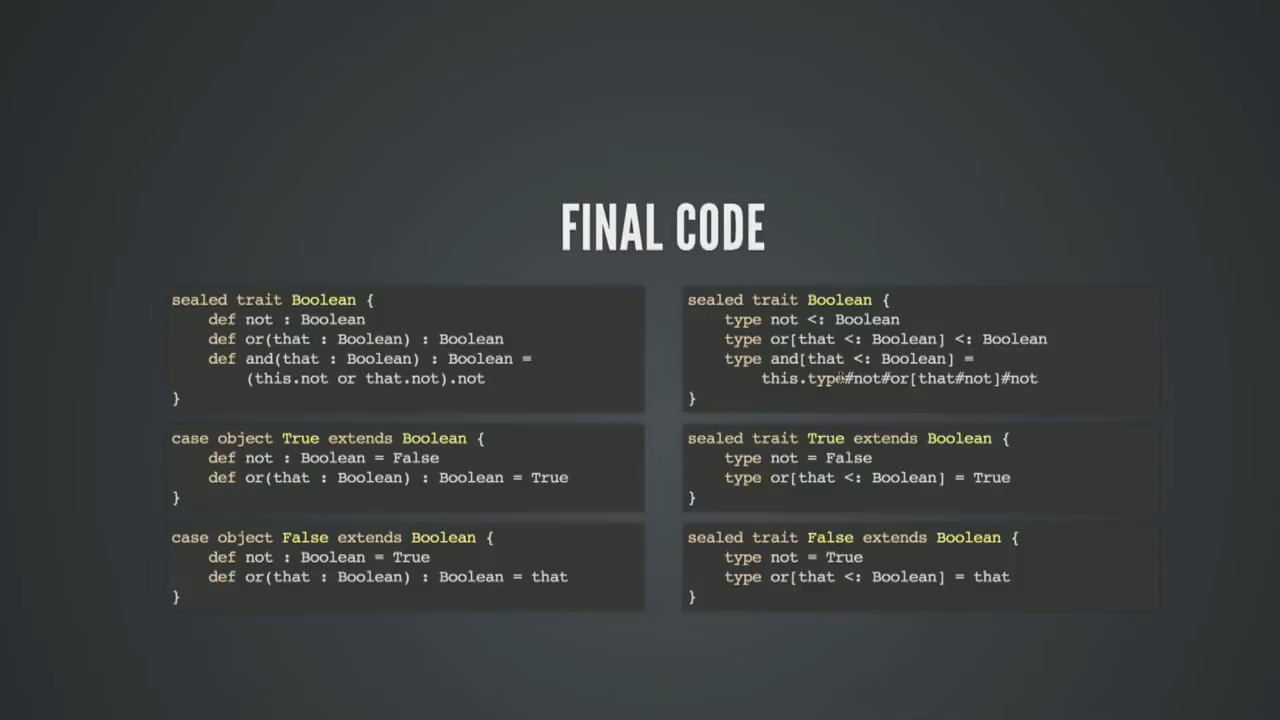 FINAL CODE
sealed trait Boolean {
    def not : Boolean
    def or(that : Boolean) : Boolean
    def and(that : Boolean) : Boolean =
        (this.not or that.not).not
}
case object True extends Boolean {
    def not : Boolean = False
    def or(that : Boolean) : Boolean = True
}
case object False extends Boolean {
    def not : Boolean = True
    def or(that : Boolean) : Boolean = that
}
sealed trait Boolean {
    type not <: Boolean
    type or[that <: Boolean] <: Boolean
    type and[that <: Boolean] =
        this.type#not#or[that#not]#not
}
sealed trait True extends Boolean {
    type not = False
    type or[that <: Boolean] = True
}
sealed trait False extends Boolean {
    type not = True
    type or[that <: Boolean] = that
}